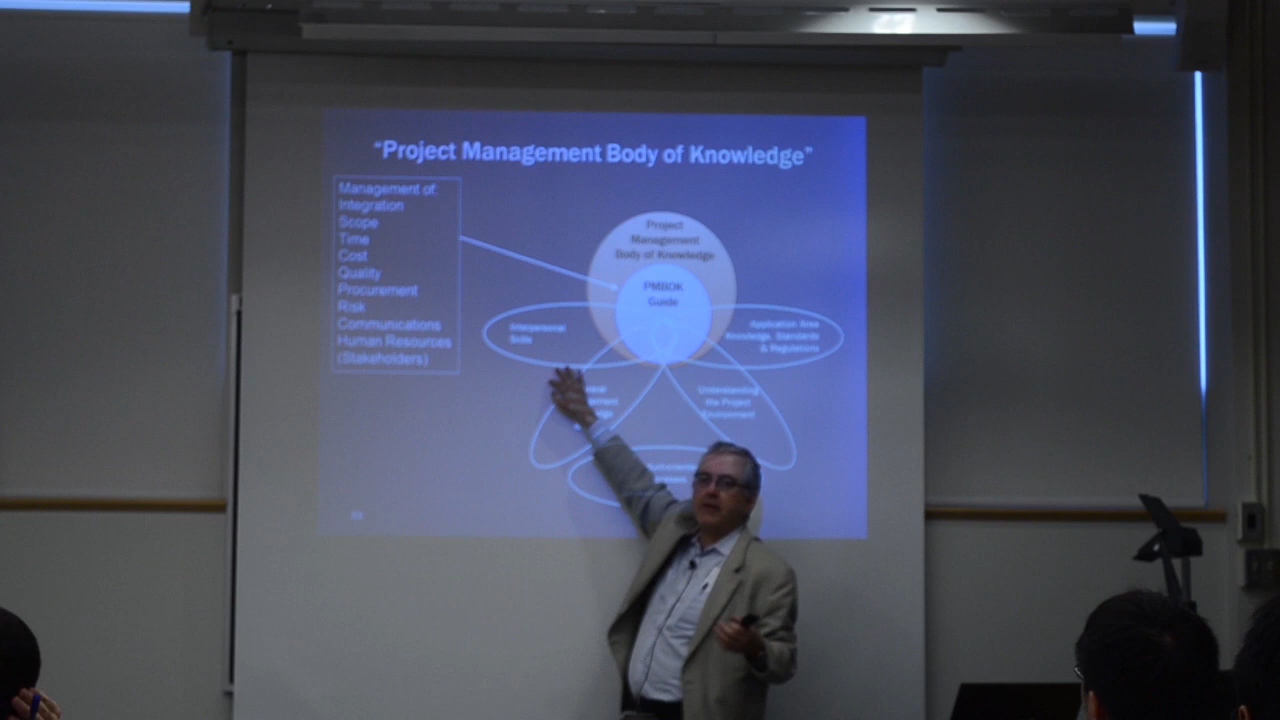 "Project Management Body of Knowledge"
Management of:
Integration
Scope
Time
Cost
Quality
Procurement
Risk
Communications
Human Resources
(Stakeholders)
Project
Management
Body of Knowledge
PMBOK
Guide
Interpersonal
Skills
Application Area
Knowledge, Standards
& Regulations
Understanding
the Project
Environment